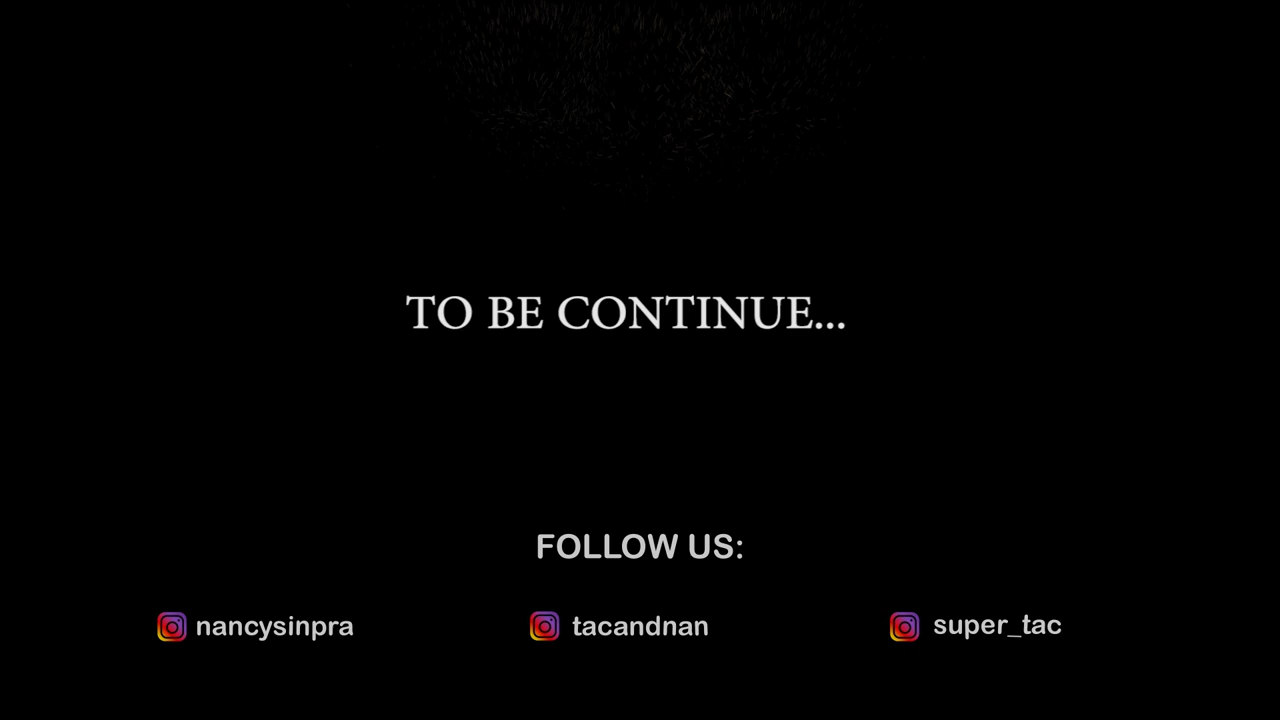 TO BE CONTINUE...
FOLLOW US:
nancysinpra
tacandnan
super_tac